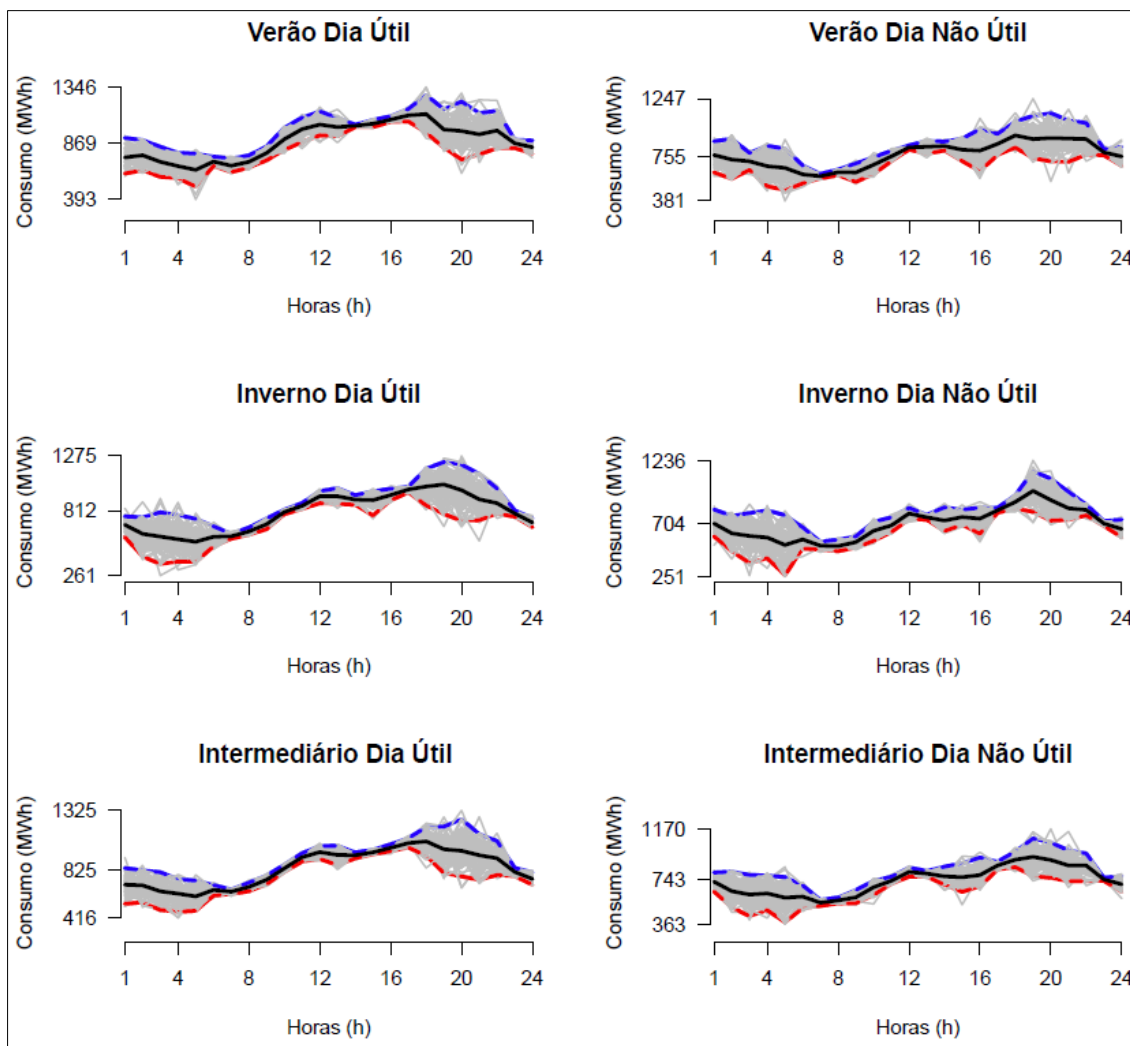 Verão Dia Útil
Consumo (MWh)
1346
869
393
1 4 8 12 16 20 24
Horas (h)
Verão Dia Não Útil
Consumo (MWh)
1247
755
381
1 4 8 12 16 20 24
Horas (h)
Inverno Dia Útil
Consumo (MWh)
1275
812
261
1 4 8 12 16 20 24
Horas (h)
Inverno Dia Não Útil
Consumo (MWh)
1236
704
251
1 4 8 12 16 20 24
Horas (h)
Intermediário Dia Útil
Consumo (MWh)
1325
825
416
1 4 8 12 16 20 24
Horas (h)
Intermediário Dia Não Útil
Consumo (MWh)
1170
743
363
1 4 8 12 16 20 24
Horas (h)